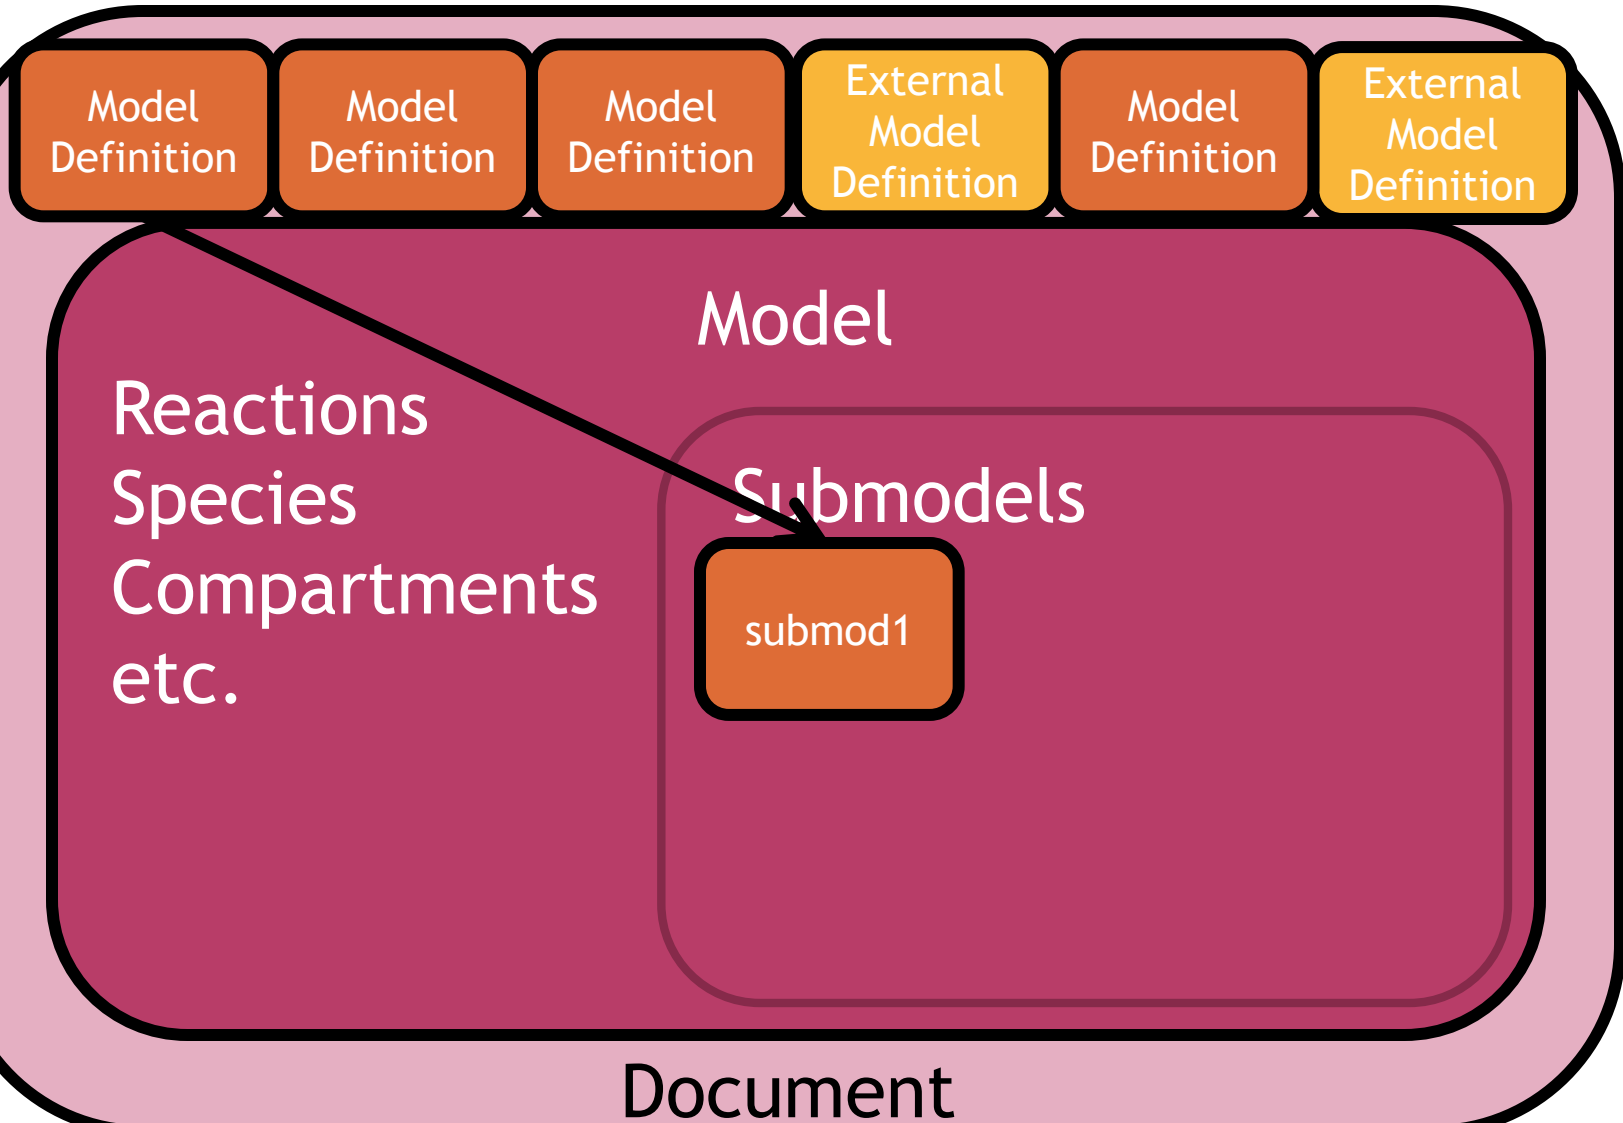 Model
Definition
Model
Definition
Model
Definition
External
Model
Definition
Model
Definition
External
Model
Definition
Model
Reactions
Species
Compartments
etc.
Submodels
submod1
Document